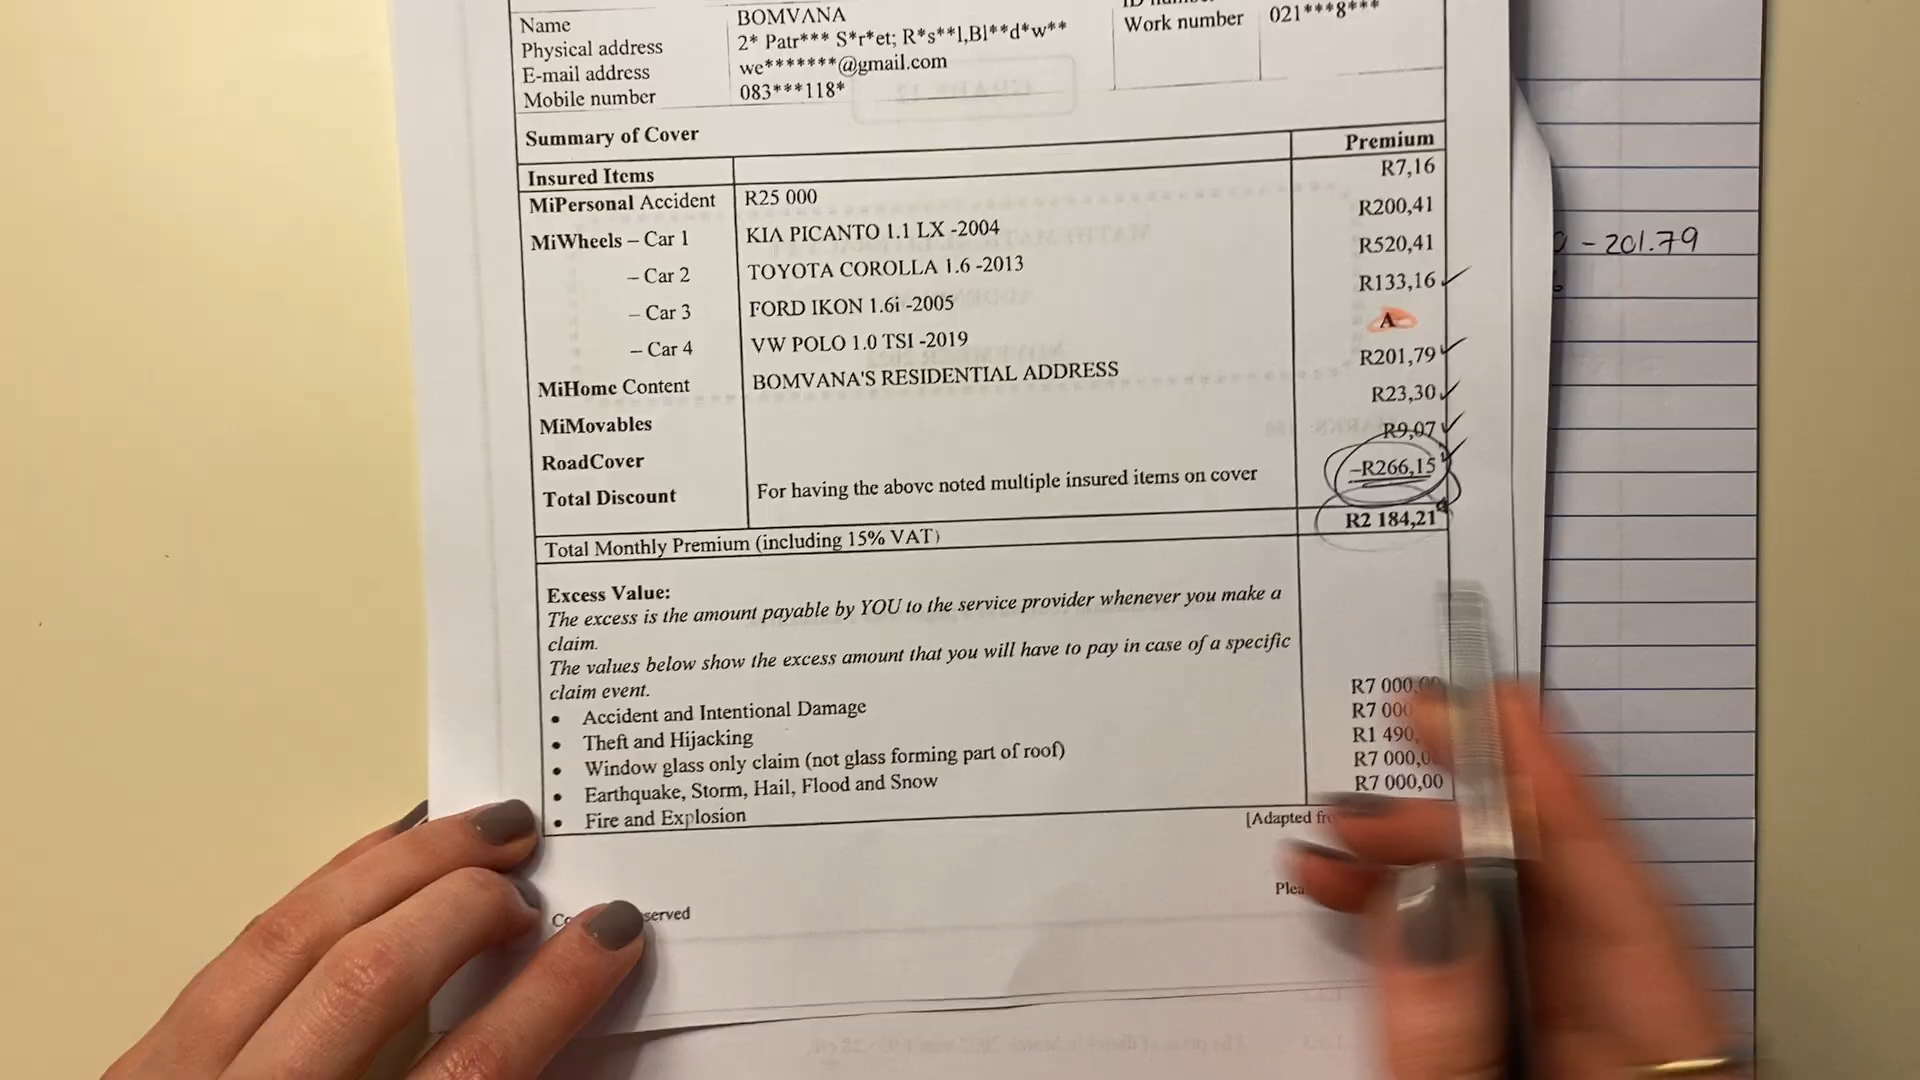 Name BOMVANA
Physical address 2* Patr*** S*r*et; R*s**l,Bl**d*w** Work number 021***8***
E-mail address we*******@gmail.com
Mobile number 083***118*
Summary of Cover
Insured Items Premium
MiPersonal Accident R25 000 R7,16
MiWheels – Car 1 KIA PICANTO 1.1 LX -2004 R200,41
– Car 2 TOYOTA COROLLA 1.6 -2013 R520,41
– Car 3 FORD IKON 1.6i -2005 R133,16
– Car 4 VW POLO 1.0 TSI -2019 A
MiHome Content BOMVANA'S RESIDENTIAL ADDRESS R201,79
MiMovables R23,30
RoadCover R9,07
Total Discount For having the above noted multiple insured items on cover –R266,15
Total Monthly Premium (including 15% VAT) R2 184,21
Excess Value:
The excess is the amount payable by YOU to the service provider whenever you make a
claim.
The values below show the excess amount that you will have to pay in case of a specific
claim event.
• Accident and Intentional Damage R7 000,00
• Theft and Hijacking R7 000
• Window glass only claim (not glass forming part of roof) R1 490,
• Earthquake, Storm, Hail, Flood and Snow R7 000,0
• Fire and Explosion R7 000,00
[Adapted
- 201.79